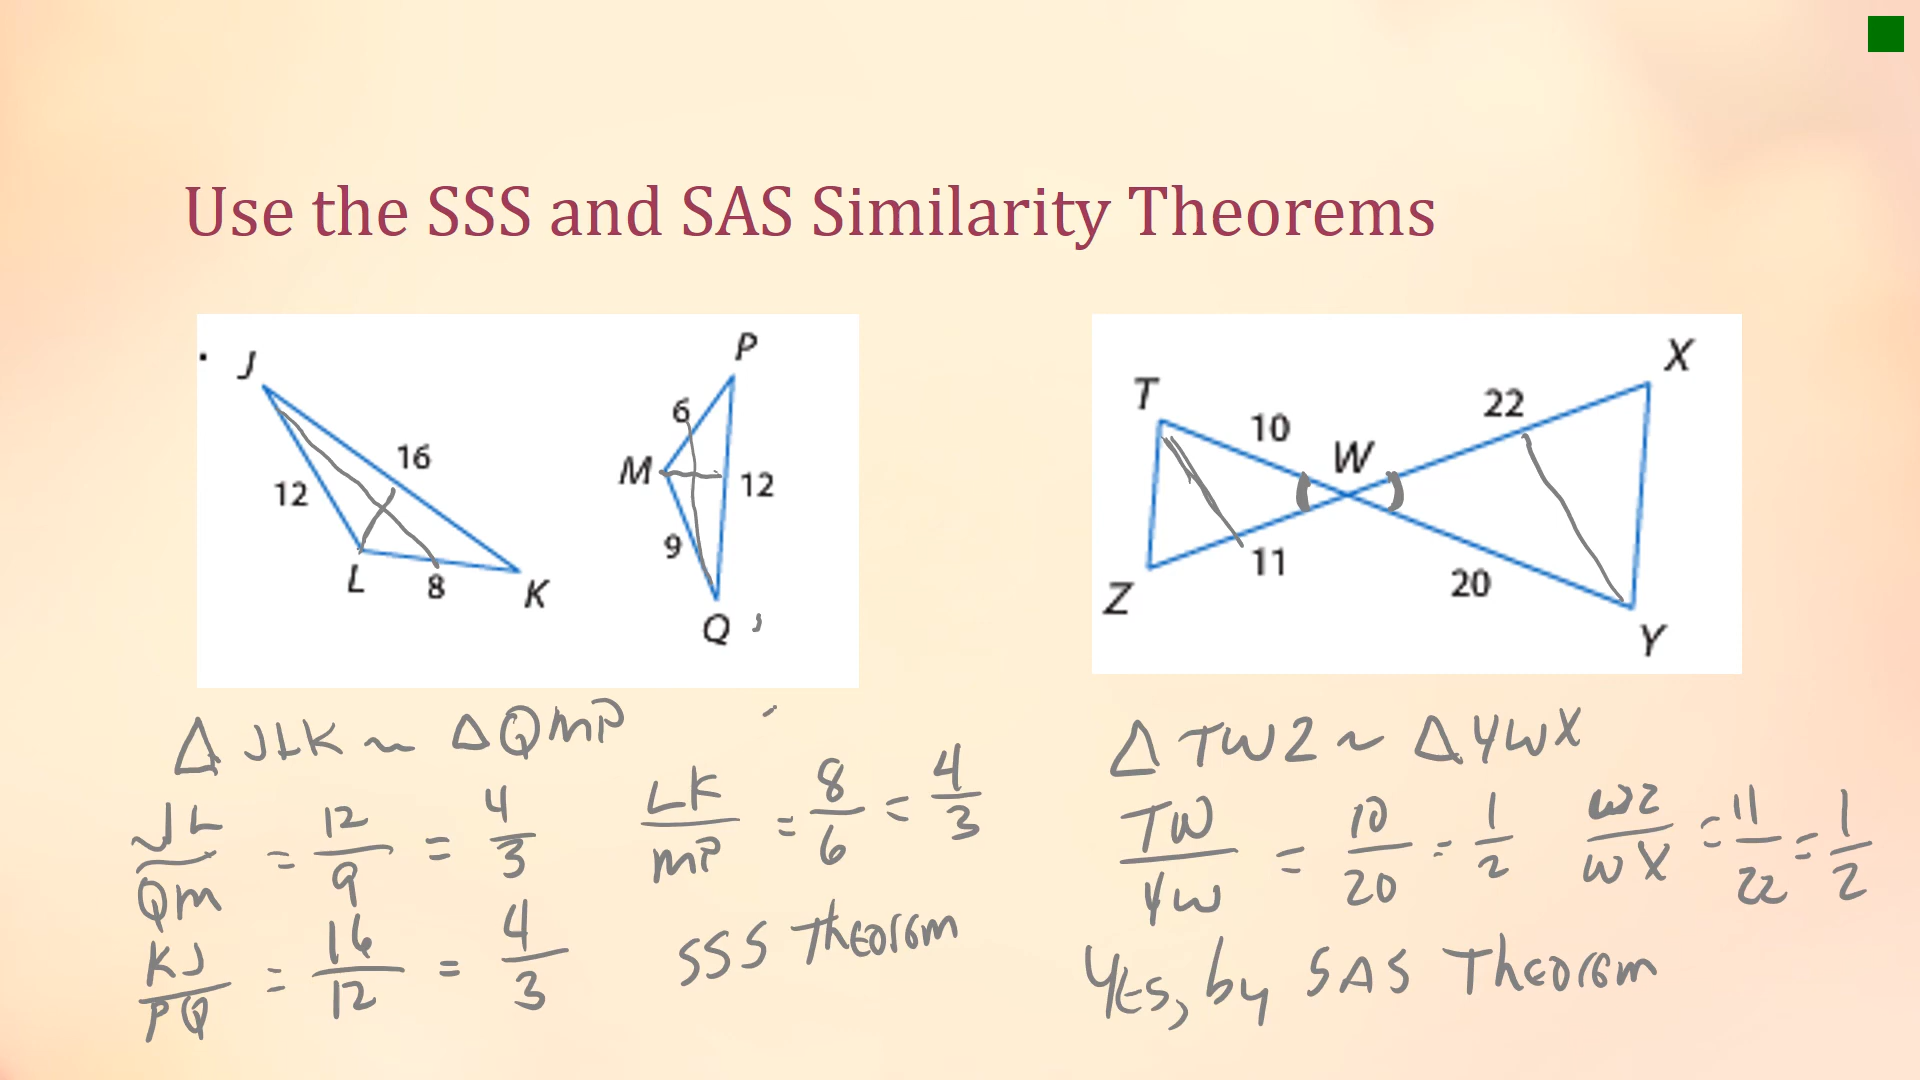 Use the SSS and SAS Similarity Theorems
J
16
12
L
8
K
P
6
M
12
9
Q
T
10
W
22
X
Z
11
20
Y
Δ JLK ~ Δ QMP
JL/QM = 12/9 = 4/3
LK/MP = 8/6 = 4/3
KJ/PQ = 16/12 = 4/3
SSS Theorem
Δ TWZ ~ Δ YWX
TW/YW = 10/20 = 1/2
WZ/WX = 11/22 = 1/2
Yes, by SAS Theorem